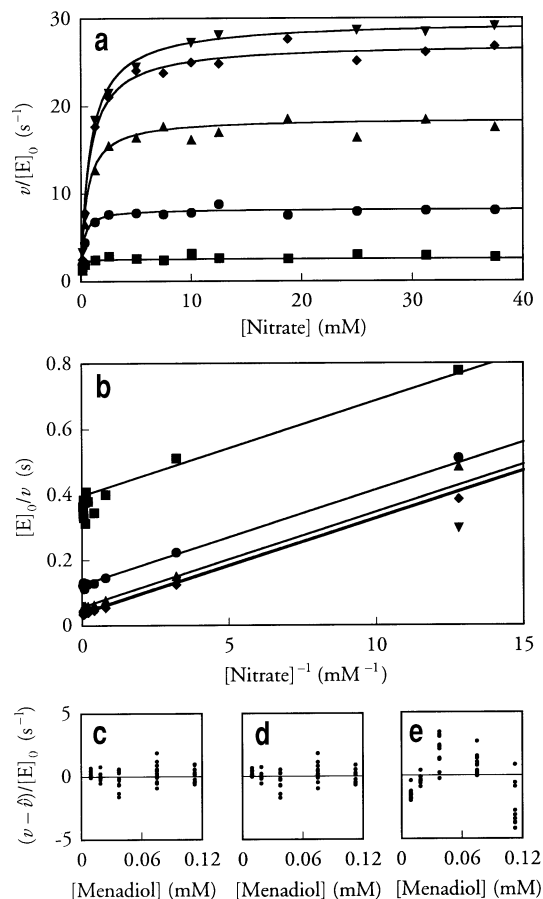 a
30
20
10
0
ν/[E]₀ (s⁻¹)
0 10 20 30 40
[Nitrate] (mM)
b
0.8
0.6
0.4
0.2
0
[E]₀/ν (s)
0 5 10 15
[Nitrate]⁻¹ (mM⁻¹)
c d e
5
0
-5
(ν − ν̂)/[E]₀ (s⁻¹)
0 0.06 0.12 0 0.06 0.12 0 0.06 0.12
[Menadiol] (mM) [Menadiol] (mM) [Menadiol] (mM)